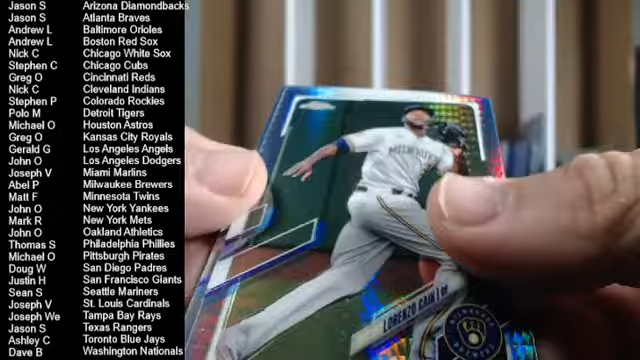 Jason S Arizona Diamondbacks
Jason S Atlanta Braves
Andrew L Baltimore Orioles
Andrew L Boston Red Sox
Nick C Chicago White Sox
Stephen C Chicago Cubs
Greg O Cincinnati Reds
Nick C Cleveland Indians
Stephen P Colorado Rockies
Polo M Detroit Tigers
Michael O Houston Astros
Greg O Kansas City Royals
Gerald G Los Angeles Angels
John O Los Angeles Dodgers
Joseph V Miami Marlins
Abel P Milwaukee Brewers
Matt F Minnesota Twins
John O New York Yankees
Mark R New York Mets
John O Oakland Athletics
Thomas S Philadelphia Phillies
Michael O Pittsburgh Pirates
Doug W San Diego Padres
Justin H San Francisco Giants
Sean S Seattle Mariners
Joseph V St. Louis Cardinals
Joseph We Tampa Bay Rays
Jason S Texas Rangers
Ashley C Toronto Blue Jays
Dave B Washington Nationals
LORENZO CAIN | OF